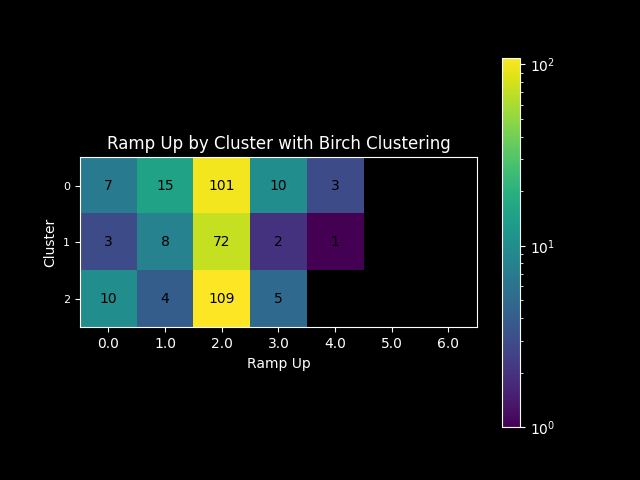 Ramp Up by Cluster with Birch Clustering
10²
0 7 15 101 10 3
Cluster
1 3 8 72 2 1
10¹
2 10 4 109 5
0.0 1.0 2.0 3.0 4.0 5.0 6.0
Ramp Up
10⁰